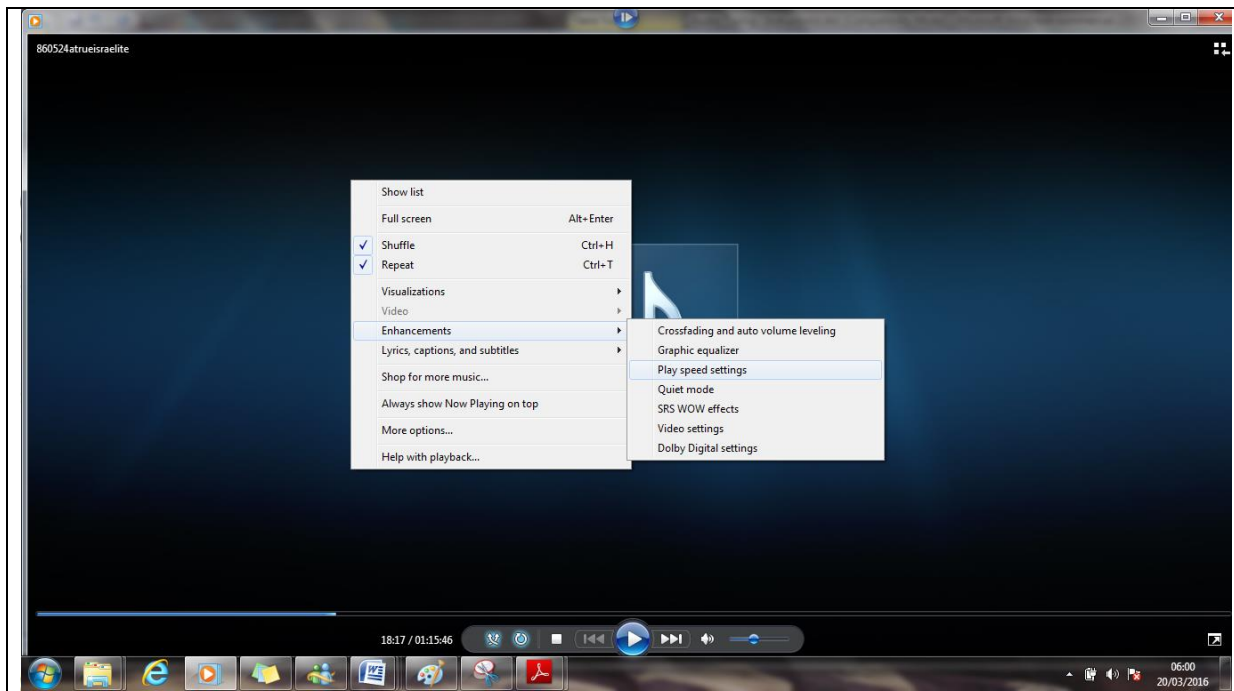 860524atrueisraelite
Show list
Full screen Alt+Enter
Shuffle Ctrl+H
Repeat Ctrl+T
Visualizations
Video
Enhancements
Lyrics, captions, and subtitles
Shop for more music...
Always show Now Playing on top
More options...
Help with playback...
Crossfading and auto volume leveling
Graphic equalizer
Play speed settings
Quiet mode
SRS WOW effects
Video settings
Dolby Digital settings
18:17 / 01:15:46
06:00
20/03/2016